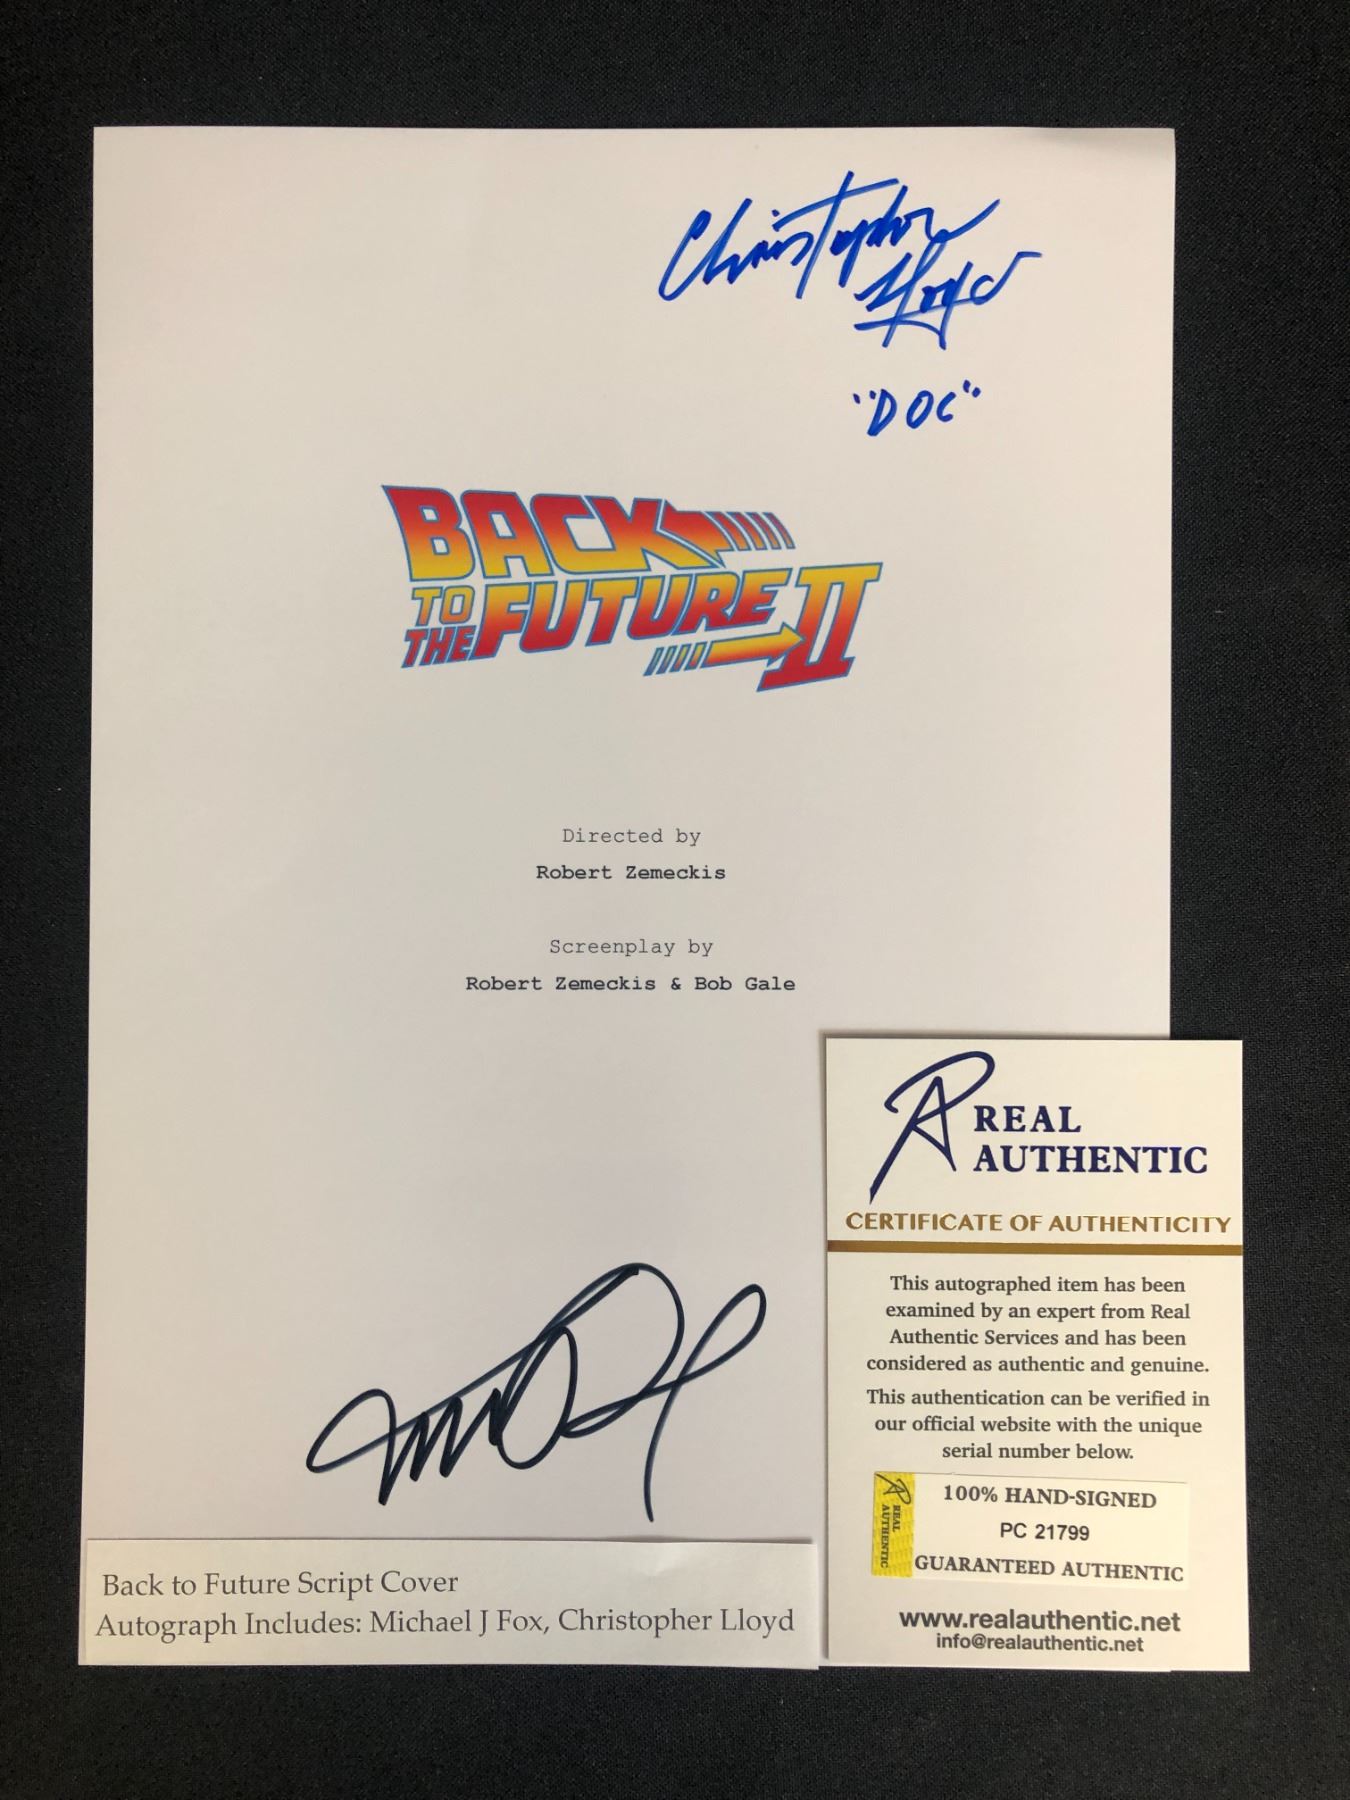 Christopher
Lloyd
"DOC"
BACK
TO THE FUTURE II
Directed by
Robert Zemeckis
Screenplay by
Robert Zemeckis & Bob Gale
Back to Future Script Cover
Autograph Includes: Michael J Fox, Christopher Lloyd
REAL
AUTHENTIC
CERTIFICATE OF AUTHENTICITY
This autographed item has been
examined by an expert from Real
Authentic Services and has been
considered as authentic and genuine.
This authentication can be verified in
our official website with the unique
serial number below.
REAL
AUTHENTIC
100% HAND-SIGNED
PC 21799
GUARANTEED AUTHENTIC
www.realauthentic.net
info@realauthentic.net